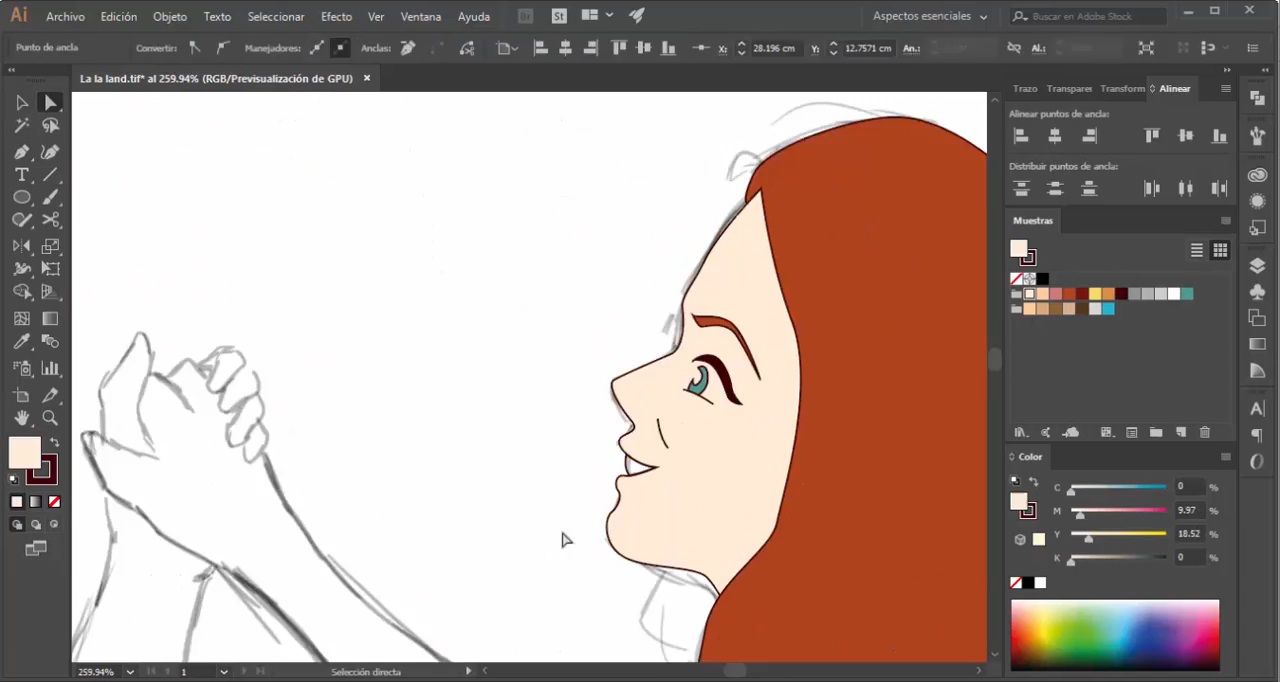 Ai Archivo Edición Objeto Texto Seleccionar Efecto Ver Ventana Ayuda Br St Aspectos esenciales Buscar en Adobe Stock
Punto de ancla Convertir: Manejadores: Anclas: X: 28.196 cm Y: 12.7571 cm An.: Al.:
La la land.tif* al 259.94% (RGB/Previsualización de GPU) ×
Trazo Transparer Transform Alinear
Alinear puntos de ancla:
Distribuir puntos de ancla:
Muestras
Color
C 0 %
M 9.97 %
Y 18.52 %
K 0 %
259.94% 1 Selección directa